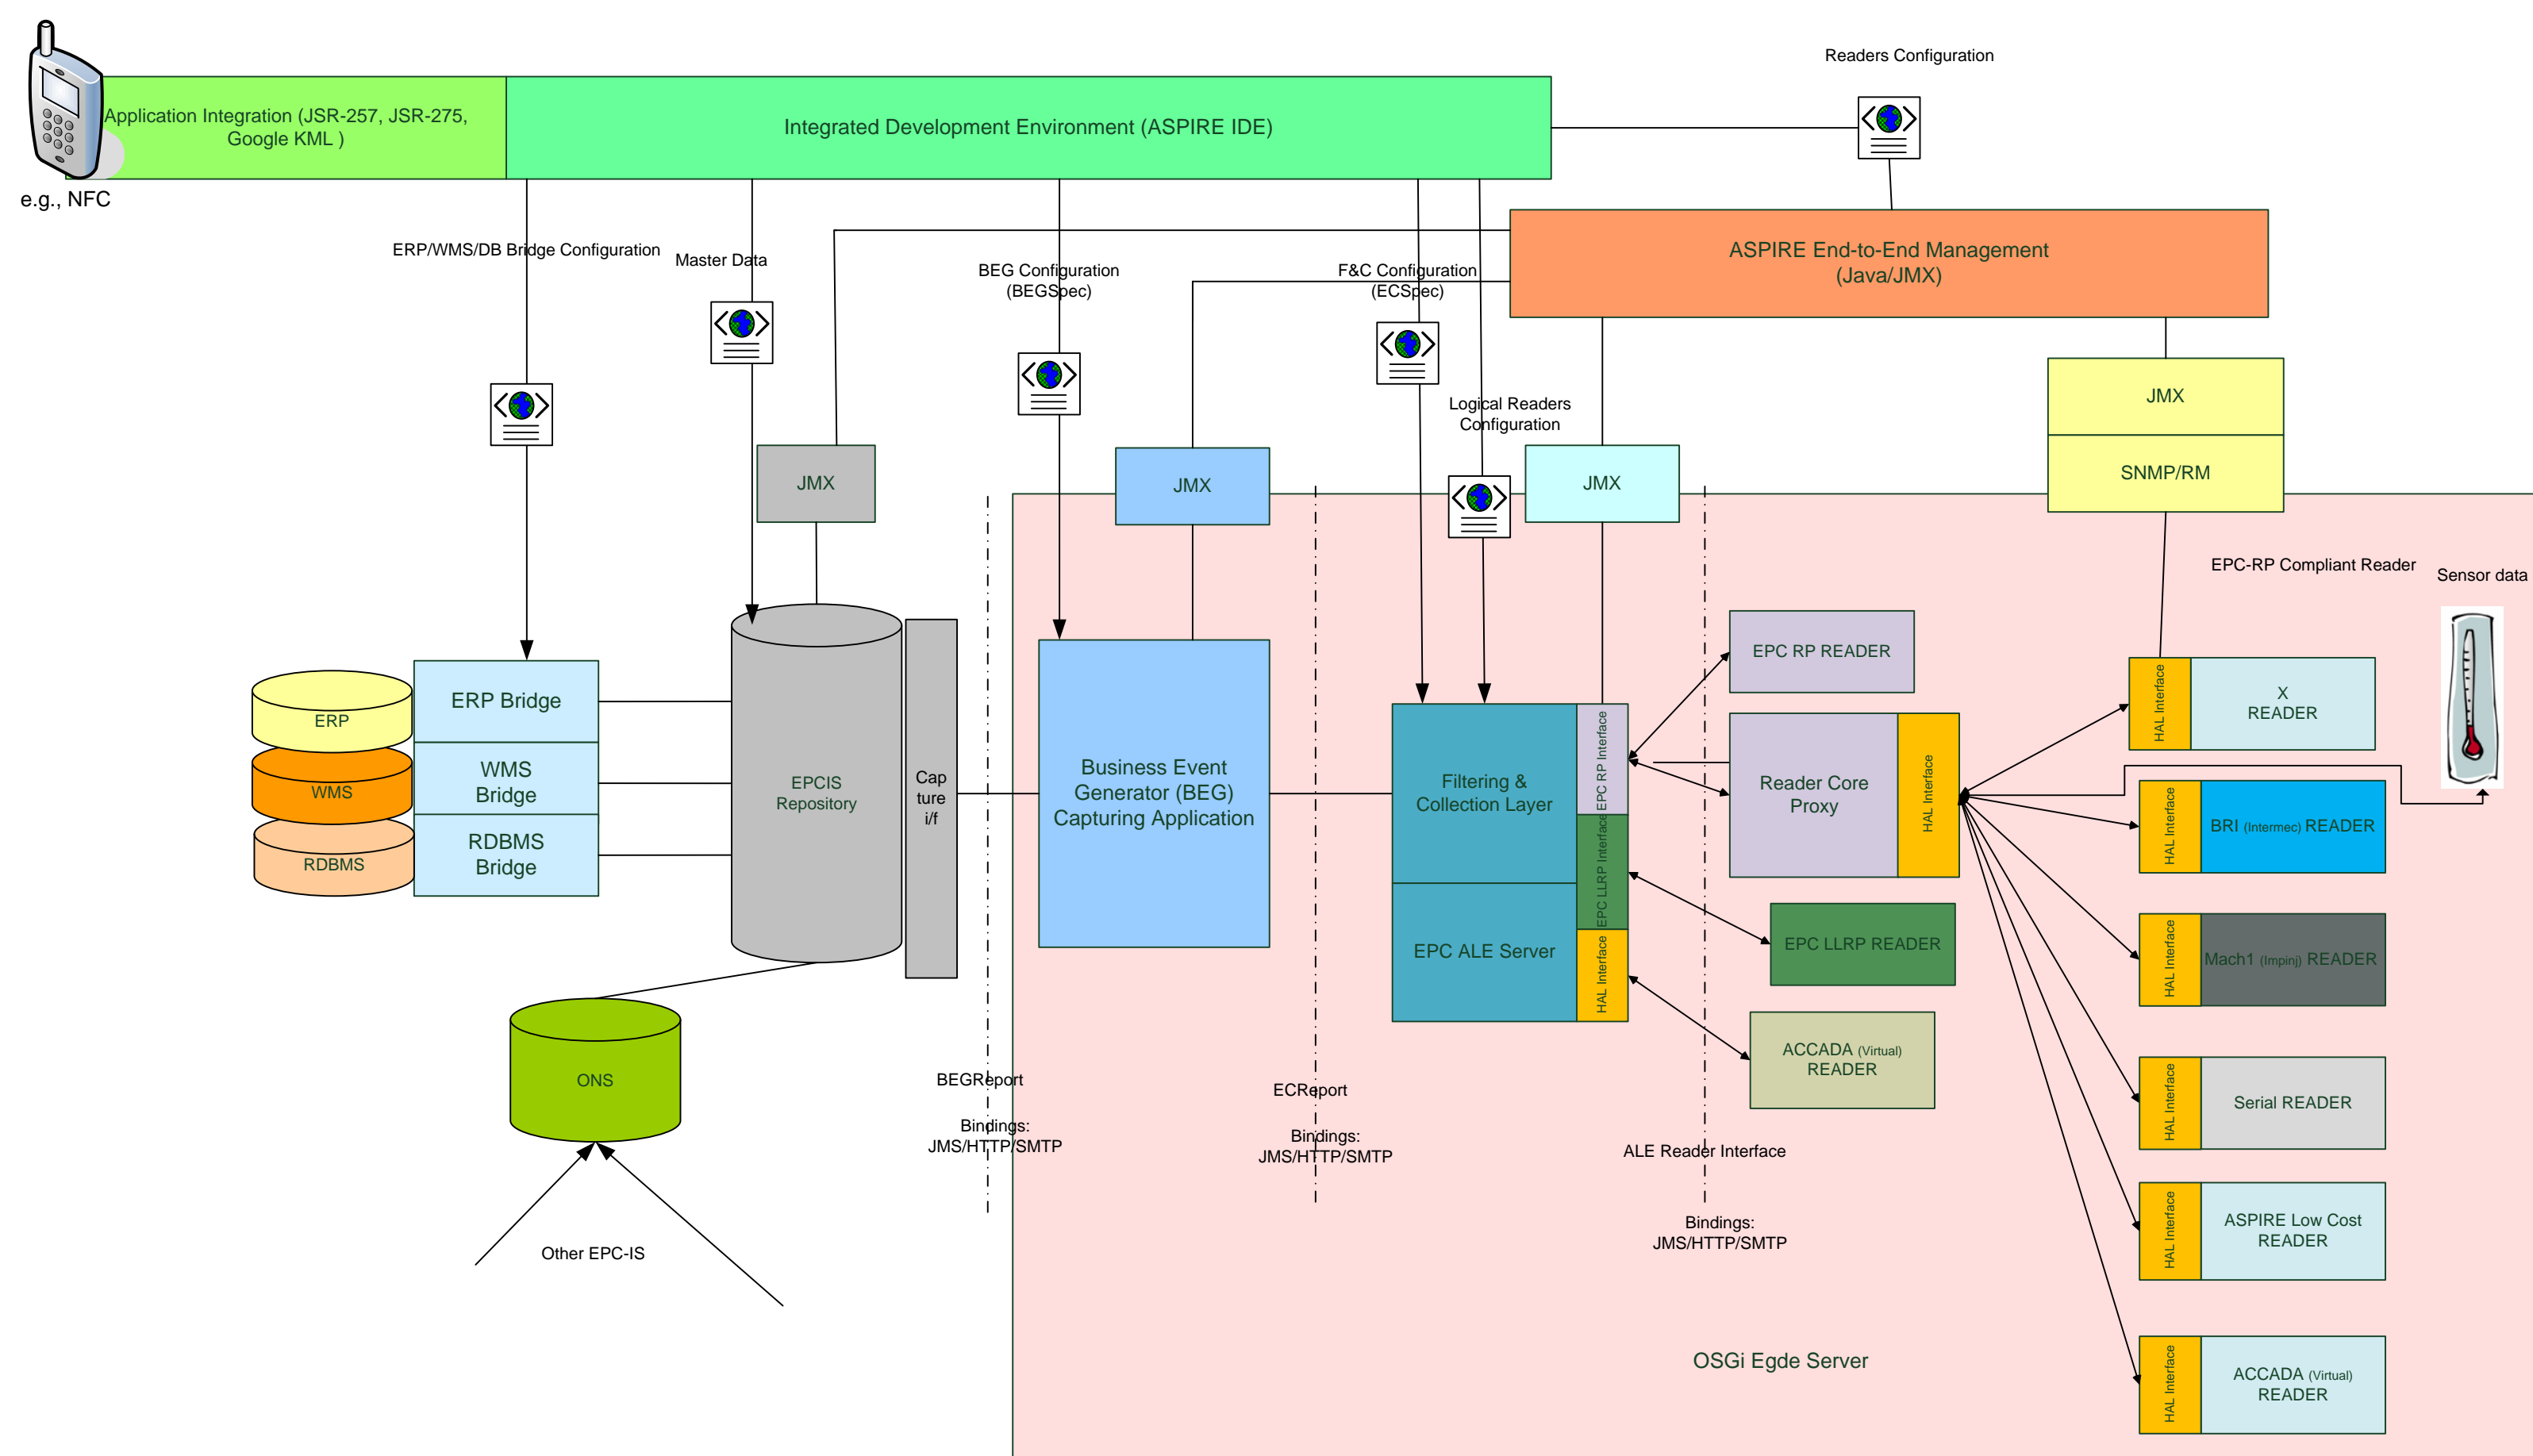 Readers Configuration
Application Integration (JSR-257, JSR-275,
Google KML )
Integrated Development Environment (ASPIRE IDE)
e.g., NFC
ERP/WMS/DB Bridge Configuration
Master Data
BEG Configuration
(BEGSpec)
F&C Configuration
(ECSpec)
ASPIRE End-to-End Management
(Java/JMX)
Logical Readers
Configuration
JMX
SNMP/RM
JMX
JMX
JMX
EPC-RP Compliant Reader
Sensor data
ERP
WMS
RDBMS
ERP Bridge
WMS
Bridge
RDBMS
Bridge
EPCIS
Repository
Cap
ture
i/f
Business Event
Generator (BEG)
Capturing Application
Filtering &
Collection Layer
EPC ALE Server
EPC RP Interface
EPC LLRP Interface
HAL Interface
EPC RP READER
Reader Core
Proxy
HAL Interface
EPC LLRP READER
ACCADA (Virtual)
READER
HAL Interface
X
READER
HAL Interface
BRI (Intermec) READER
HAL Interface
Mach1 (Impinj) READER
HAL Interface
Serial READER
HAL Interface
ASPIRE Low Cost
READER
HAL Interface
ACCADA (Virtual)
READER
ONS
Other EPC-IS
BEGReport
Bindings:
JMS/HTTP/SMTP
ECReport
Bindings:
JMS/HTTP/SMTP
ALE Reader Interface
Bindings:
JMS/HTTP/SMTP
OSGi Egde Server